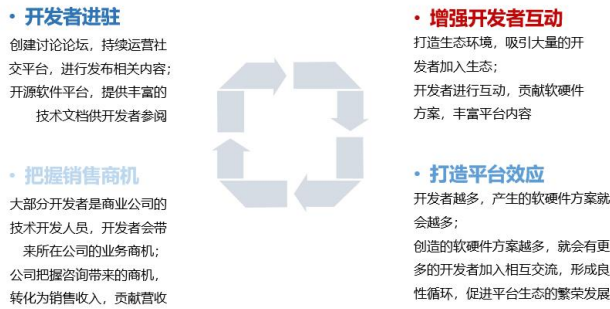 • 开发者进驻
创建讨论论坛，持续运营社
交平台，进行发布相关内容；
开源软件平台，提供丰富的
技术文档供开发者参阅
• 增强开发者互动
打造生态环境，吸引大量的开
发者加入生态；
开发者进行互动，贡献软硬件
方案，丰富平台内容
• 把握销售商机
大部分开发者是商业公司的
技术开发人员，开发者会带
来所在公司的业务商机；
公司把握咨询带来的商机，
转化为销售收入，贡献营收
• 打造平台效应
开发者越多，产生的软硬件方案就
会越多；
创造的软硬件方案越多，就会有更
多的开发者加入相互交流，形成良
性循环，促进平台生态的繁荣发展